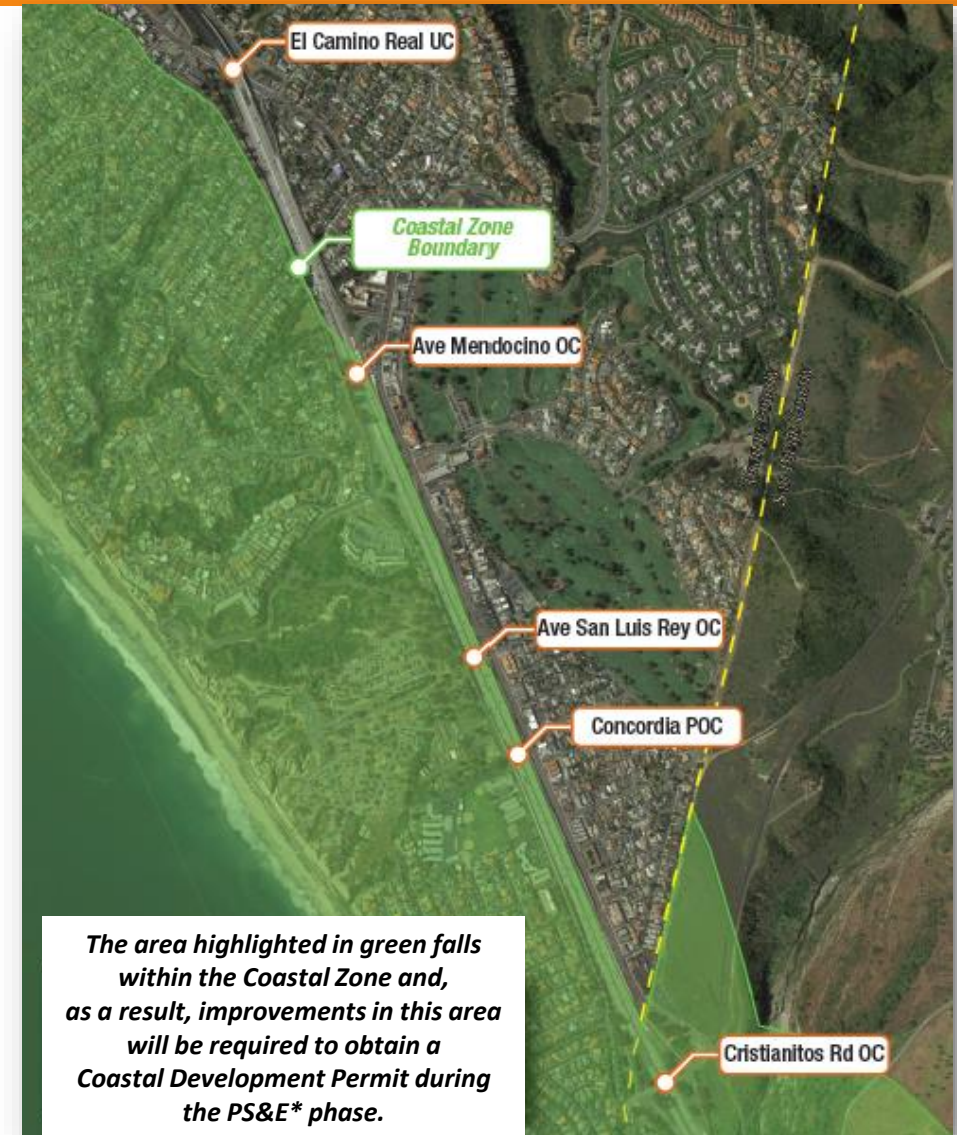 El Camino Real UC
Coastal Zone
Boundary
Ave Mendocino OC
Ave San Luis Rey OC
Concordia POC
The area highlighted in green falls
within the Coastal Zone and,
as a result, improvements in this area
will be required to obtain a
Coastal Development Permit during
the PS&E* phase.
Cristianitos Rd OC